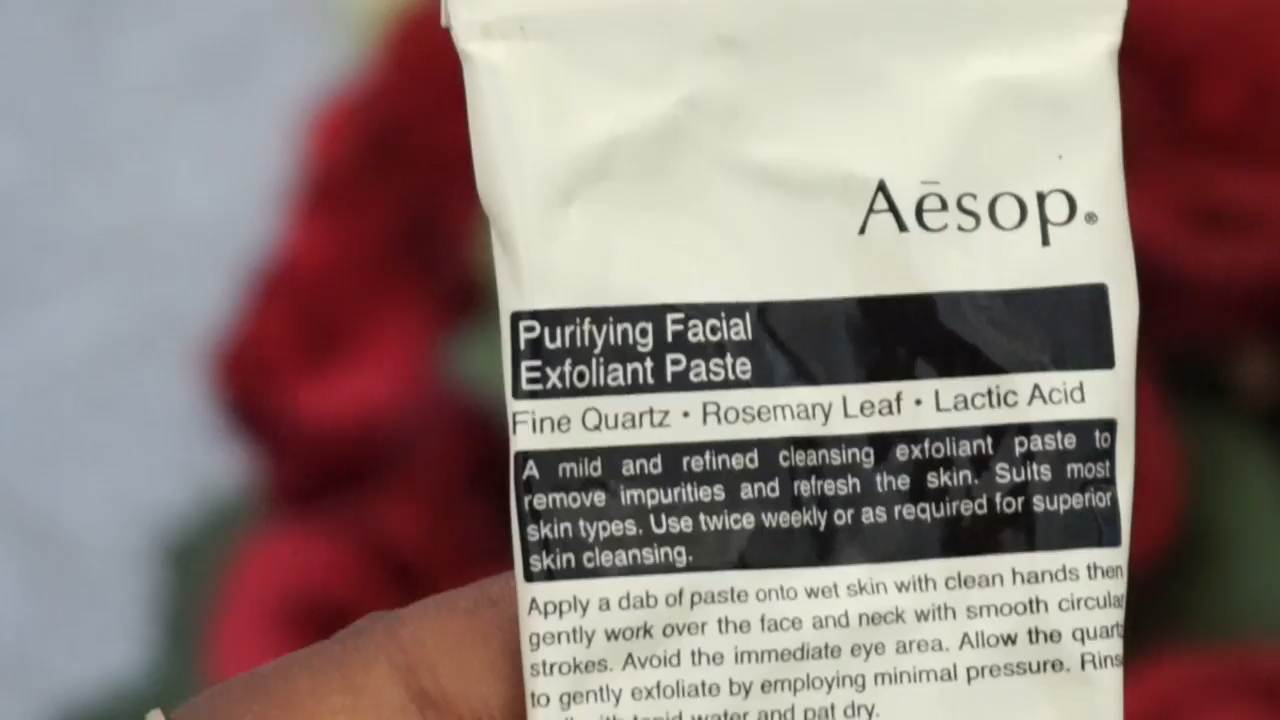 Aēsop®
Purifying Facial
Exfoliant Paste
Fine Quartz • Rosemary Leaf • Lactic Acid
A mild and refined cleansing exfoliant paste to
remove impurities and refresh the skin. Suits most
skin types. Use twice weekly or as required for superior
skin cleansing.
Apply a dab of paste onto wet skin with clean hands then
gently work over the face and neck with smooth circular
strokes. Avoid the immediate eye area. Allow the quartz
to gently exfoliate by employing minimal pressure. Rinse
with tepid water and pat dry.